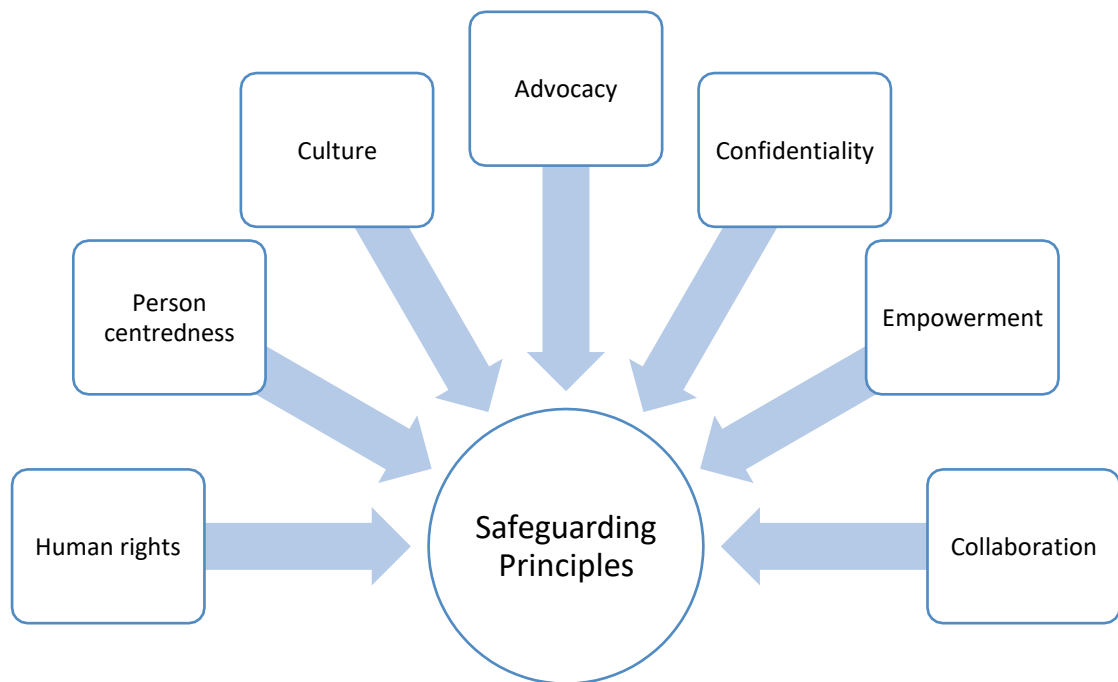 Advocacy
Culture
Confidentiality
Person
centredness
Empowerment
Human rights
Safeguarding
Principles
Collaboration